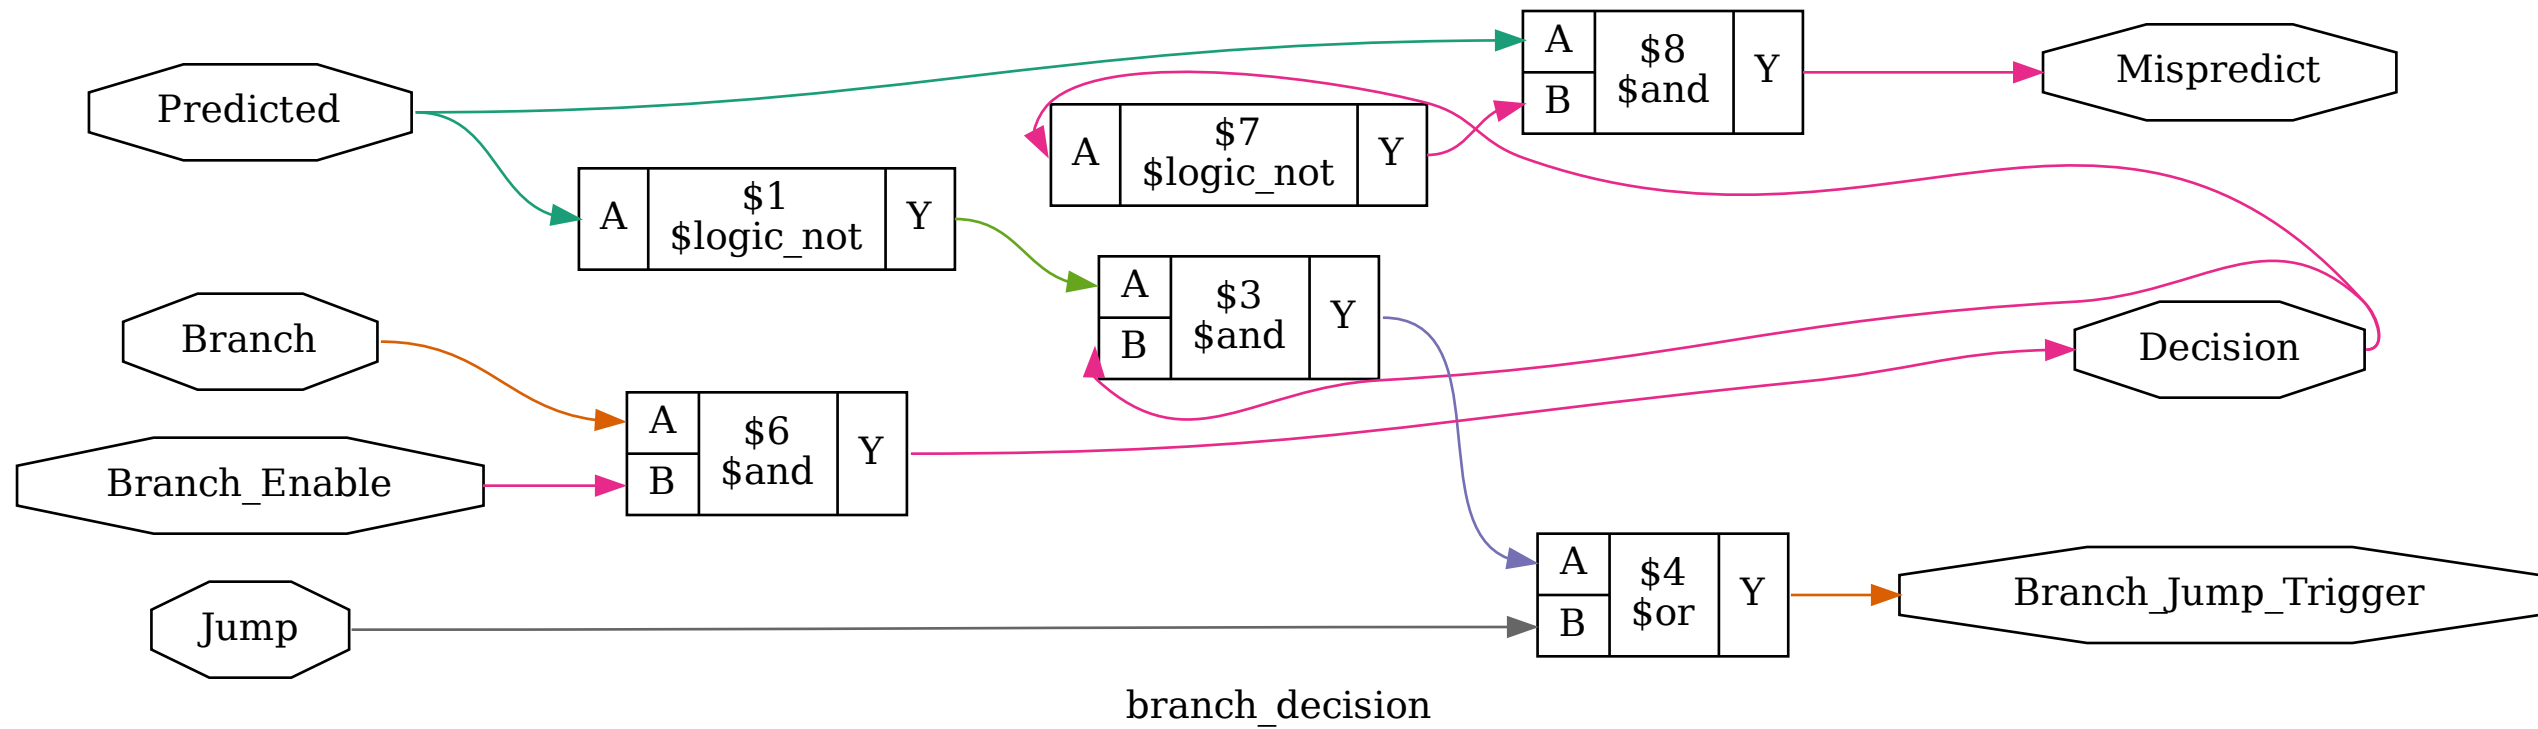 Predicted
Branch
Branch_Enable
Jump
A
$1
$logic_not
Y
A
B
$6
$and
Y
A
$7
$logic_not
Y
A
B
$3
$and
Y
A
B
$8
$and
Y
A
B
$4
$or
Y
Mispredict
Decision
Branch_Jump_Trigger
branch_decision